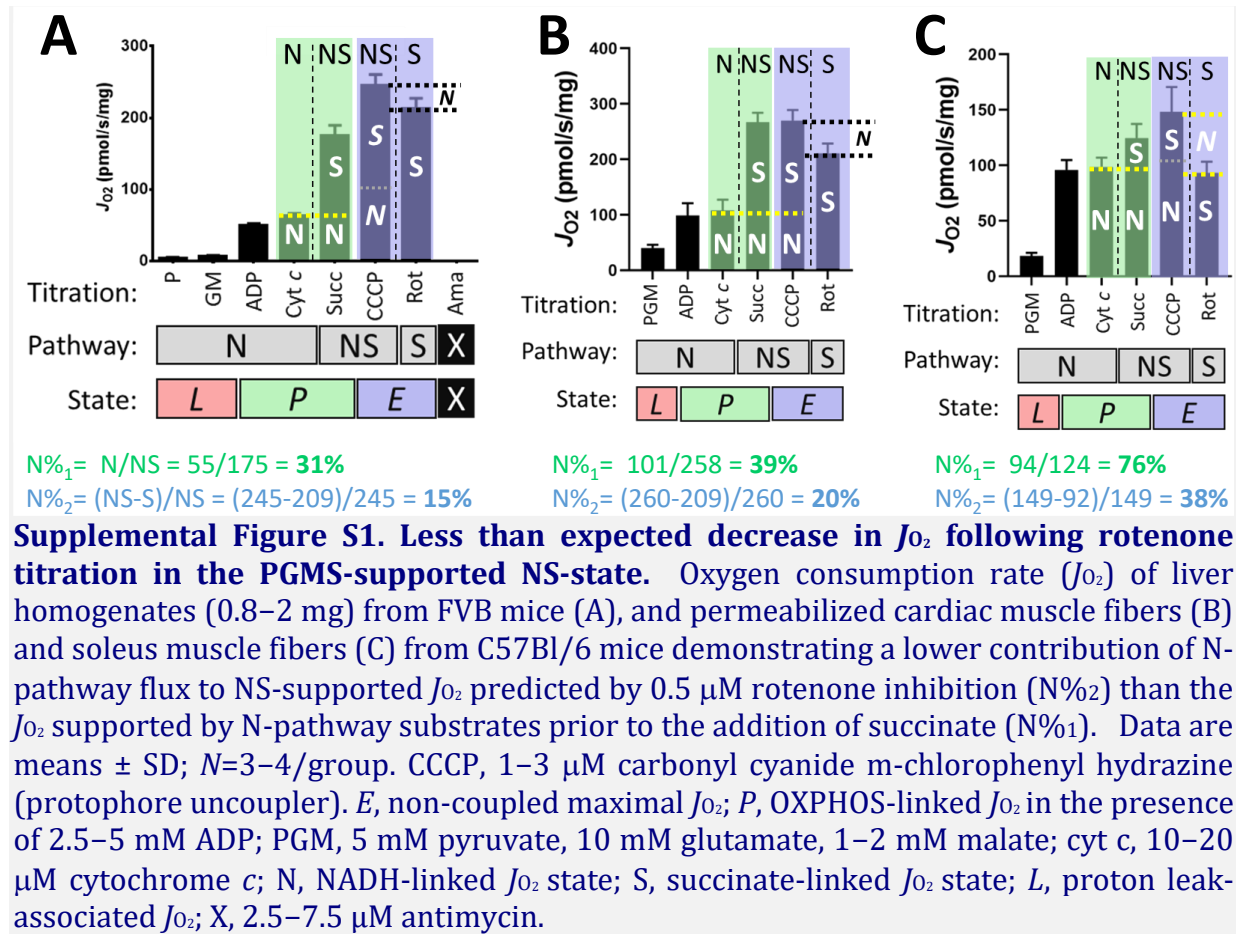 A
B
C
300
200
100
0
J O2 (pmol/s/mg)
N NS NS S
N
S
S
S
N
N
N
P GM ADP Cyt c Succ CCCP Rot Ama
Titration:
Pathway: N NS S X
State: L P E X
400
300
200
100
0
J O2 (pmol/s/mg)
N NS NS S
N
S
S
S
N
N
N
PGM ADP Cyt c Succ CCCP Rot
Titration:
Pathway: N NS S
State: L P E
200
150
100
50
0
J O2 (pmol/s/mg)
N NS NS S
N
S
S
N
N
N
S
PGM ADP Cyt c Succ CCCP Rot
Titration:
Pathway: N NS S
State: L P E
N%1= N/NS = 55/175 = 31%
N%2= (NS-S)/NS = (245-209)/245 = 15%
N%1= 101/258 = 39%
N%2= (260-209)/260 = 20%
N%1= 94/124 = 76%
N%2= (149-92)/149 = 38%
Supplemental Figure S1. Less than expected decrease in JO2 following rotenone
titration in the PGMS-supported NS-state. Oxygen consumption rate (JO2) of liver
homogenates (0.8–2 mg) from FVB mice (A), and permeabilized cardiac muscle fibers (B)
and soleus muscle fibers (C) from C57Bl/6 mice demonstrating a lower contribution of N-
pathway flux to NS-supported JO2 predicted by 0.5 μM rotenone inhibition (N%2) than the
JO2 supported by N-pathway substrates prior to the addition of succinate (N%1). Data are
means ± SD; N=3–4/group. CCCP, 1–3 μM carbonyl cyanide m-chlorophenyl hydrazine
(protophore uncoupler). E, non-coupled maximal JO2; P, OXPHOS-linked JO2 in the presence
of 2.5–5 mM ADP; PGM, 5 mM pyruvate, 10 mM glutamate, 1–2 mM malate; cyt c, 10–20
μM cytochrome c; N, NADH-linked JO2 state; S, succinate-linked JO2 state; L, proton leak-
associated JO2; X, 2.5–7.5 μM antimycin.